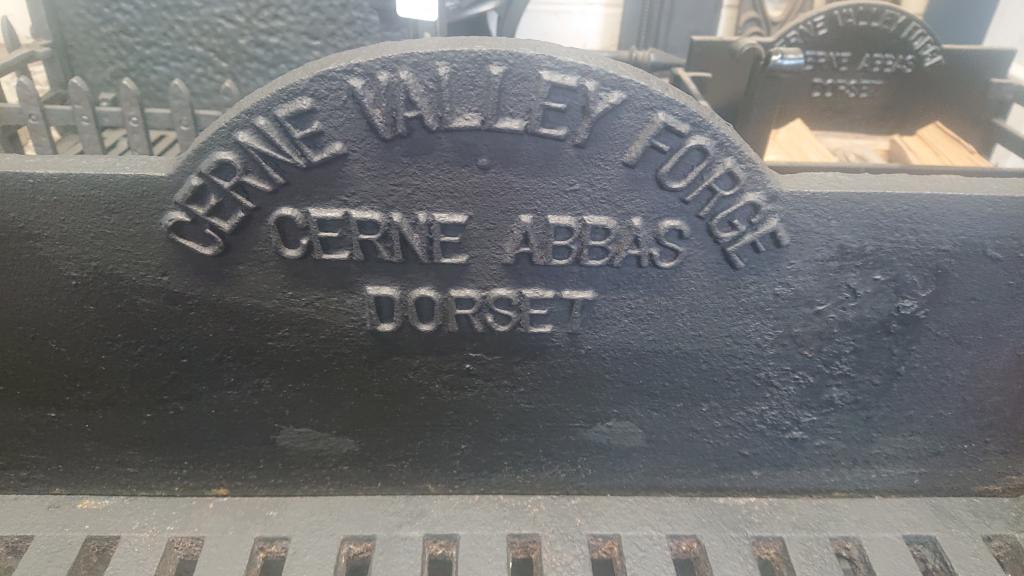 CERNE VALLEY FORGE
CERNE ABBAS
DORSET
CERNE VALLEY FORGE
CERNE ABBAS
DORSET